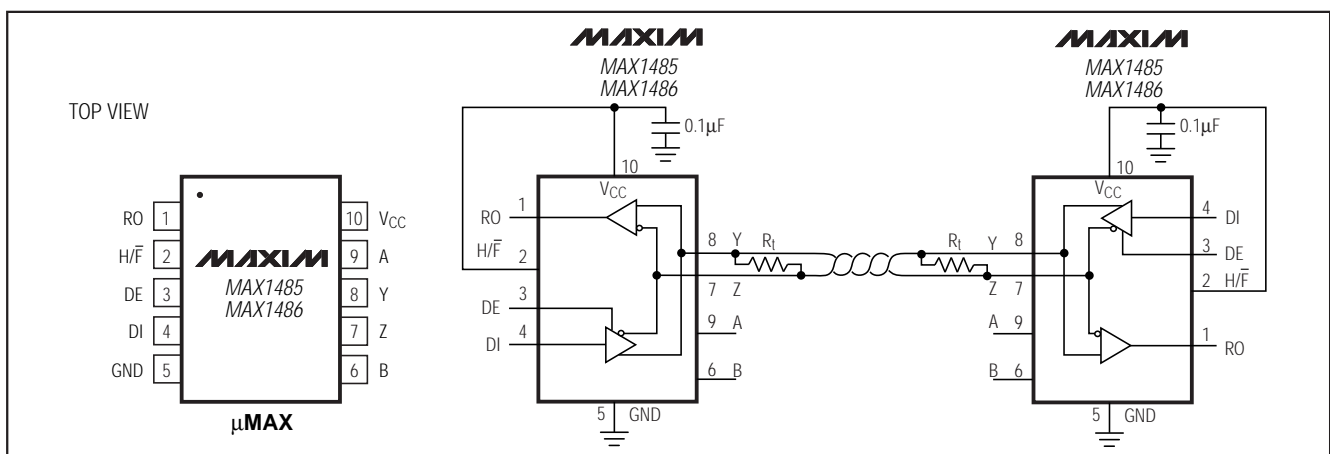 TOP VIEW
RO 1
H/F̅ 2
DE 3
DI 4
GND 5
10 VCC
9 A
8 Y
7 Z
6 B
MAXIM
MAX1485
MAX1486
µMAX
MAXIM
MAX1485
MAX1486
0.1µF
10
VCC
RO 1
H/F̅ 2
DE 3
DI 4
8 Y
7 Z
9 A
6 B
5 GND
Rt
Rt
MAXIM
MAX1485
MAX1486
0.1µF
10
VCC
Y 8
Z 7
A 9
B 6
4 DI
3 DE
2 H/F̅
1 RO
5 GND